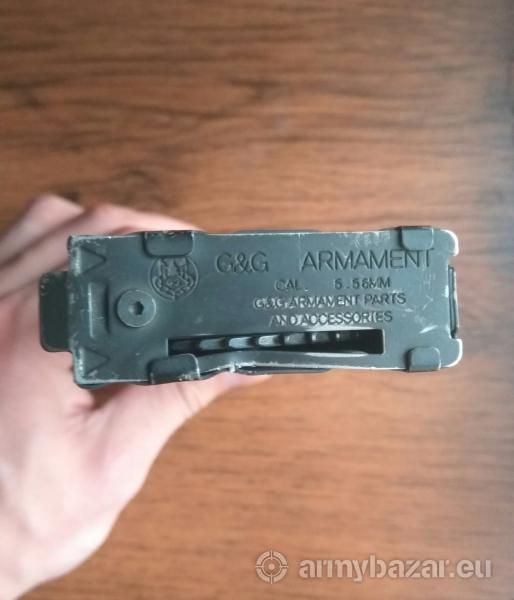 G&G ARMAMENT
CAL. 5.56MM
G&G ARMAMENT PARTS
AND ACCESSORIES
armybazar.eu